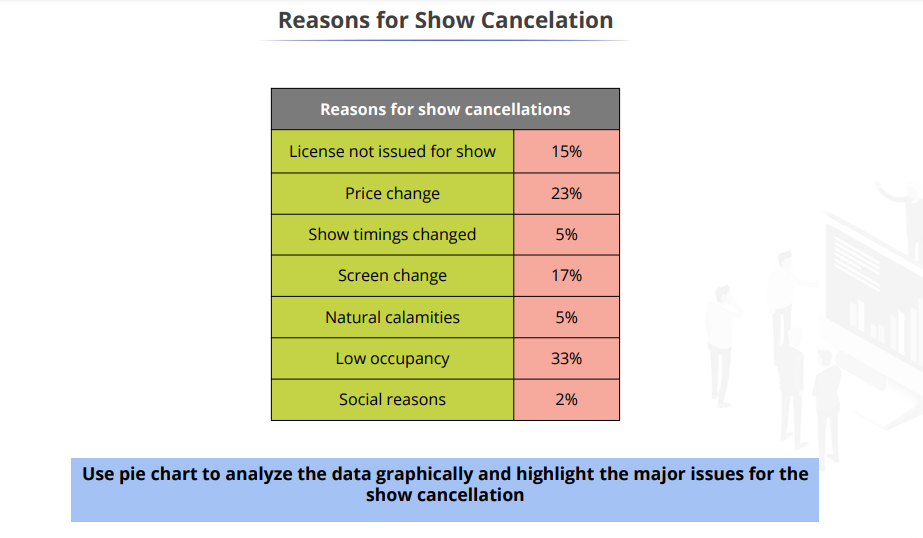 Reasons for Show Cancelation
Reasons for show cancellations
License not issued for show 15%
Price change 23%
Show timings changed 5%
Screen change 17%
Natural calamities 5%
Low occupancy 33%
Social reasons 2%
Use pie chart to analyze the data graphically and highlight the major issues for the
show cancellation